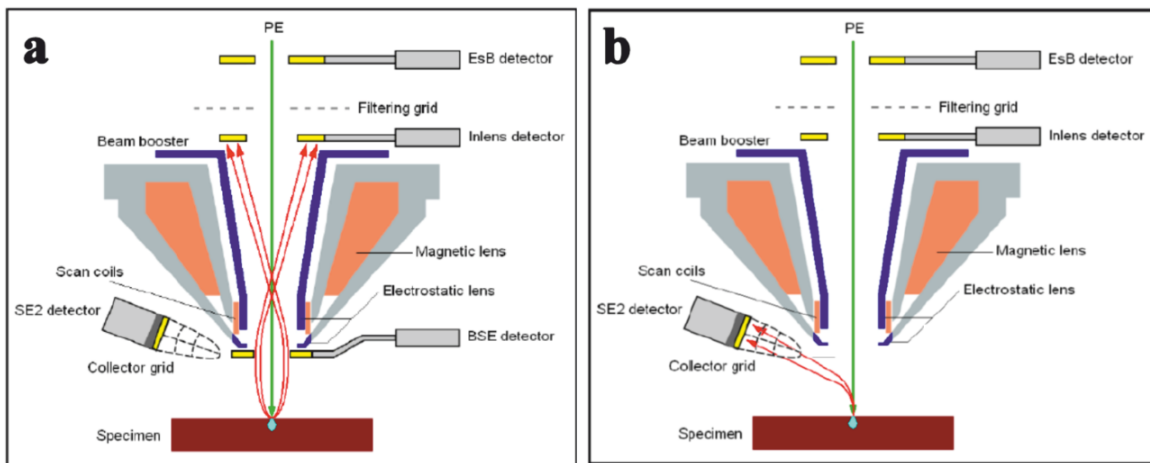 a
PE
EsB detector
Filtering grid
Beam booster
Inlens detector
Magnetic lens
Scan coils
SE2 detector
Electrostatic lens
BSE detector
Collector grid
Specimen
b
PE
EsB detector
Filtering grid
Beam booster
Inlens detector
Magnetic lens
Scan coils
SE2 detector
Electrostatic lens
Collector grid
Specimen